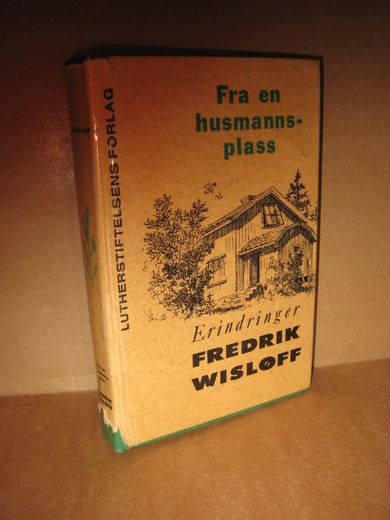 Fra en
husmanns-
plass
Erindringer
FREDRIK
WISLØFF
LUTHERSTIFTELSENS FORLAG